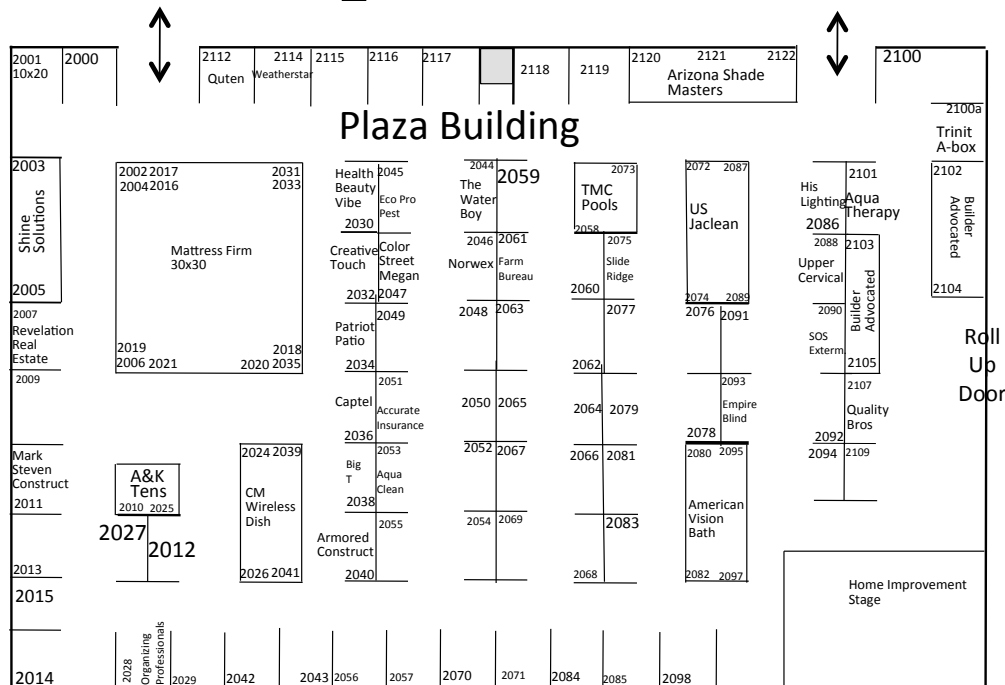 2001 2000 2112 2114 2115 2116 2117 2118 2119 2120 2121 2122 2100
10x20
Quten Weatherstar
Arizona Shade
Masters
2100a
Plaza Building
Trinit
A-box
2003
Shine
Solutions
2005
2002 2017 2031
2004 2016 2033
Mattress Firm
30x30
2019 2018
2006 2021 2020 2035
Health
Beauty
Vibe
2030
2045
Eco Pro
Pest
2044
The
Water
Boy
2059
2073
TMC
Pools
2058
2072 2087
US
Jaclean
2074 2089
His
Lighting
2086
2101
Aqua
Therapy
2102
Builder
Advocated
2104
Creative
Touch
2032
Color
Street
Megan
2047
2046
Norwex
2061
Farm
Bureau
2075
Slide
Ridge
2060
2088
Upper
Cervical
2103
Builder
Advocated
2105
2007
Revelation
Real
Estate
2009
2049
Patriot
Patio
2034
2048 2063
2077
2062
2076 2091
2090
SOS
Exterm.
Roll
Up
Door
2051
Captel
2036
Accurate
Insurance
2050 2065
2064 2079
2093
Empire
Blind
2078
2107
Quality
Bros
2092
2094 2109
Mark
Steven
Construct
2011
A&K
Tens
2010 2025
2027
2012
2024 2039
CM
Wireless
Dish
2026 2041
Big
T
2038
2053
Aqua
Clean
2052 2067
2066 2081
2080 2095
American
Vision
Bath
2082 2097
2055
Armored
Construct
2040
2054 2069
2083
2068
2013
2015
Home Improvement
Stage
2014
2028
Organizing
Professionals
2029 2042 2043 2056 2057 2070 2071 2084 2085 2098